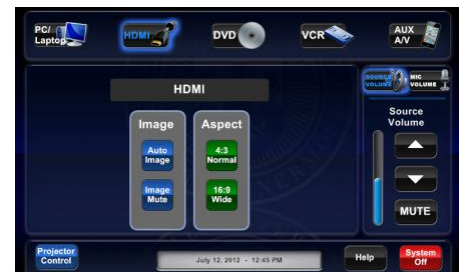 PC/
Laptop
HDMI
DVD
VCR
AUX
A/V
HDMI
Image
Auto
Image
Image
Mute
Aspect
4:3
Normal
16:9
Wide
SOURCE
VOLUME
MIC
VOLUME
Source
Volume
MUTE
Projector
Control
July 12, 2012 - 12:45 PM
Help
System
Off